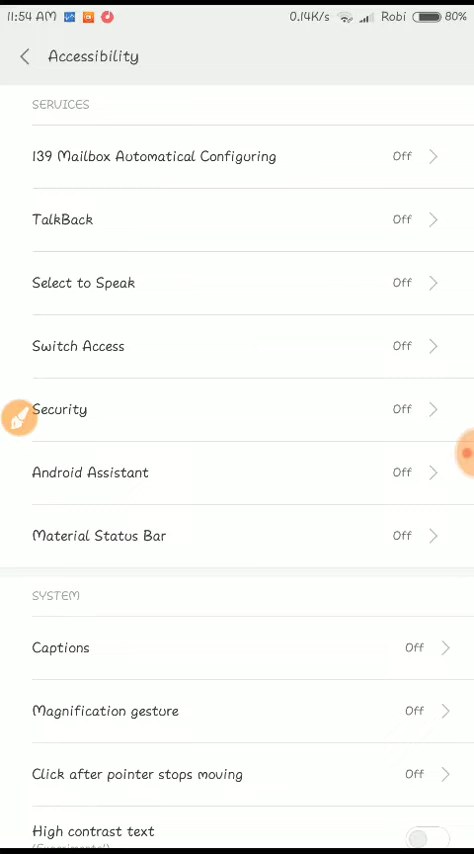 11:54 AM 0.14K/s Robi 80%
Accessibility
SERVICES
139 Mailbox Automatical Configuring Off
TalkBack Off
Select to Speak Off
Switch Access Off
Security Off
Android Assistant Off
Material Status Bar Off
SYSTEM
Captions Off
Magnification gesture Off
Click after pointer stops moving Off
High contrast text